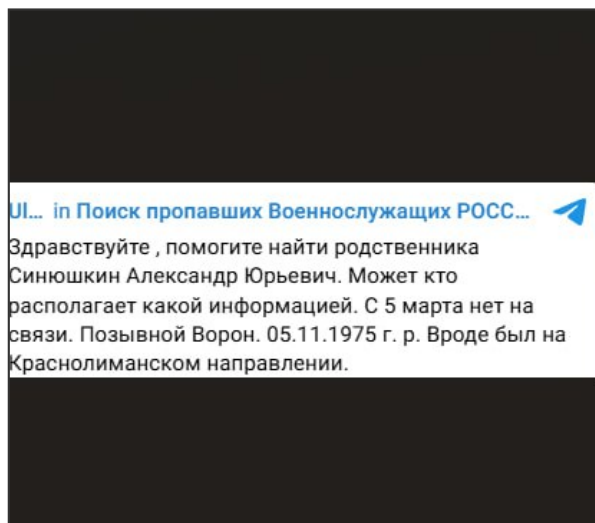 Ul... in Поиск пропавших Военнослужащих РОСС...
Здравствуйте , помогите найти родственника
Синюшкин Александр Юрьевич. Может кто
располагает какой информацией. С 5 марта нет на
связи. Позывной Ворон. 05.11.1975 г. р. Вроде был на
Краснолиманском направлении.